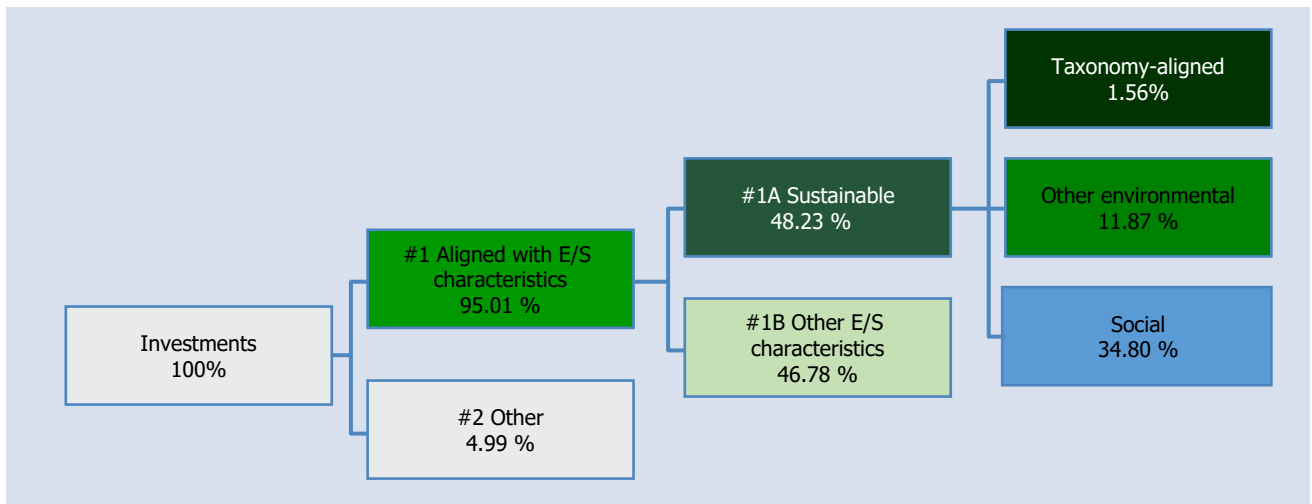 Investments
100%
#1 Aligned with E/S
characteristics
95.01 %
#2 Other
4.99 %
#1A Sustainable
48.23 %
#1B Other E/S
characteristics
46.78 %
Taxonomy-aligned
1.56%
Other environmental
11.87 %
Social
34.80 %